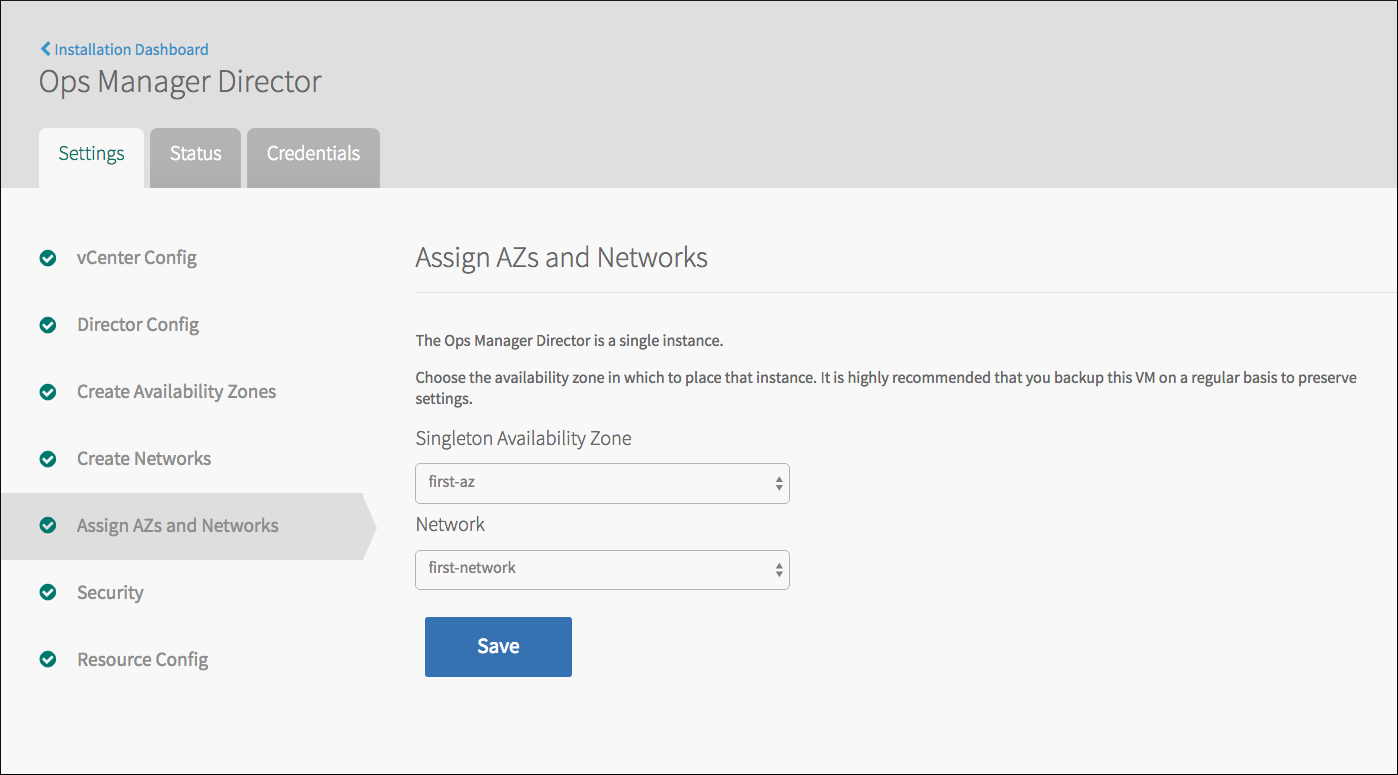 Installation Dashboard
Ops Manager Director
Settings
Status
Credentials
vCenter Config
Director Config
Create Availability Zones
Create Networks
Assign AZs and Networks
Security
Resource Config
Assign AZs and Networks
The Ops Manager Director is a single instance.
Choose the availability zone in which to place that instance. It is highly recommended that you backup this VM on a regular basis to preserve
settings.
Singleton Availability Zone
first-az
Network
first-network
Save